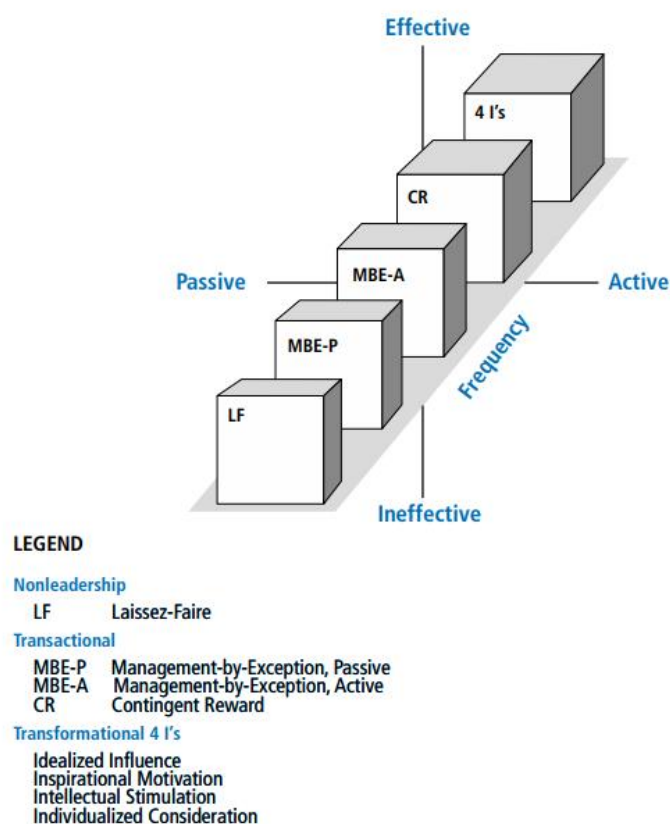 Effective
4 I's
CR
Passive
MBE-A
Active
MBE-P
Frequency
LF
Ineffective
LEGEND
Nonleadership
LF Laissez-Faire
Transactional
MBE-P Management-by-Exception, Passive
MBE-A Management-by-Exception, Active
CR Contingent Reward
Transformational 4 I's
Idealized Influence
Inspirational Motivation
Intellectual Stimulation
Individualized Consideration